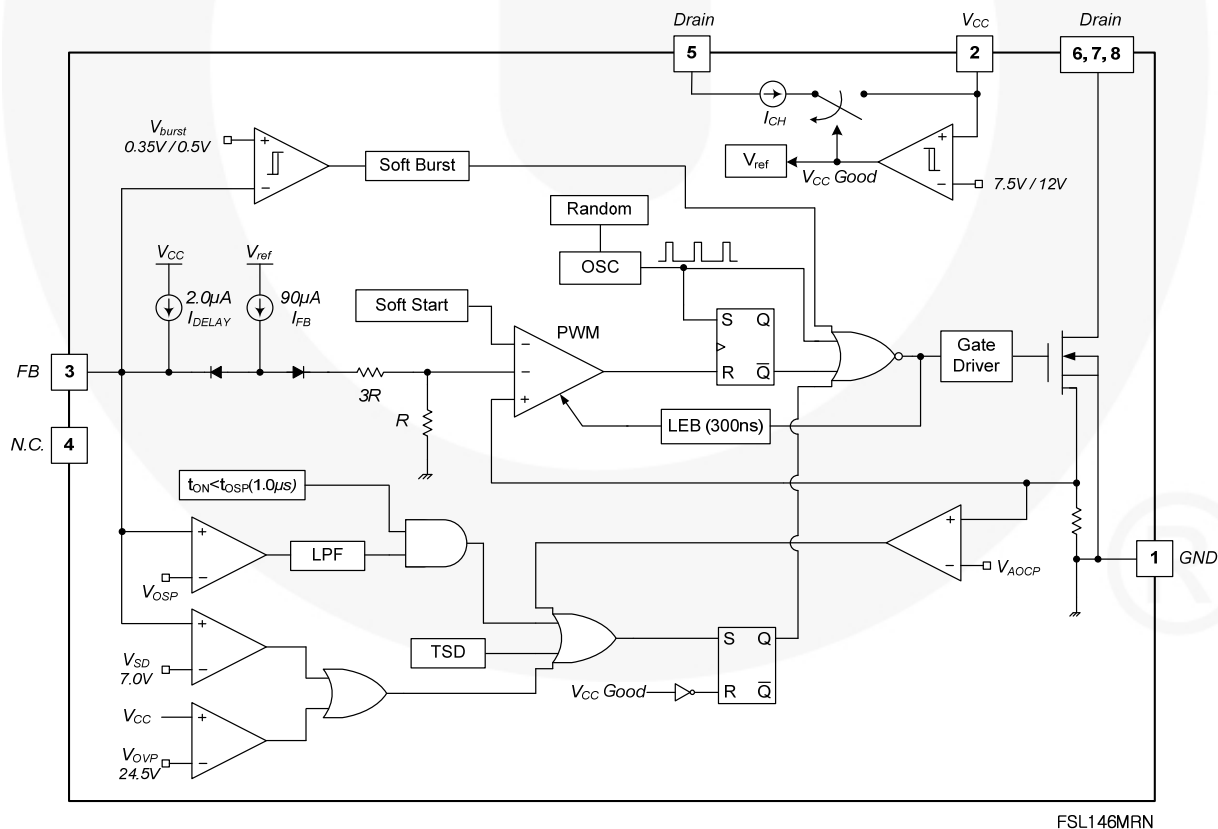 Drain
VCC
Drain
5
2
6, 7, 8
ICH
Vburst
0.35V / 0.5V
Soft Burst
Vref
VCC Good
7.5V / 12V
Random
OSC
VCC
Vref
2.0µA
IDELAY
90µA
IFB
Soft Start
PWM
S Q
R Q̅
Gate
Driver
FB
3
3R
R
LEB (300ns)
N.C.
4
tON<tOSP(1.0µs)
LPF
VOSP
VAOCP
1
GND
VSD
7.0V
TSD
S Q
VCC Good
R Q̅
VCC
VOVP
24.5V
+
−
+
−
−
−
+
+
−
+
−
+
−
+
−
®
FSL146MRN